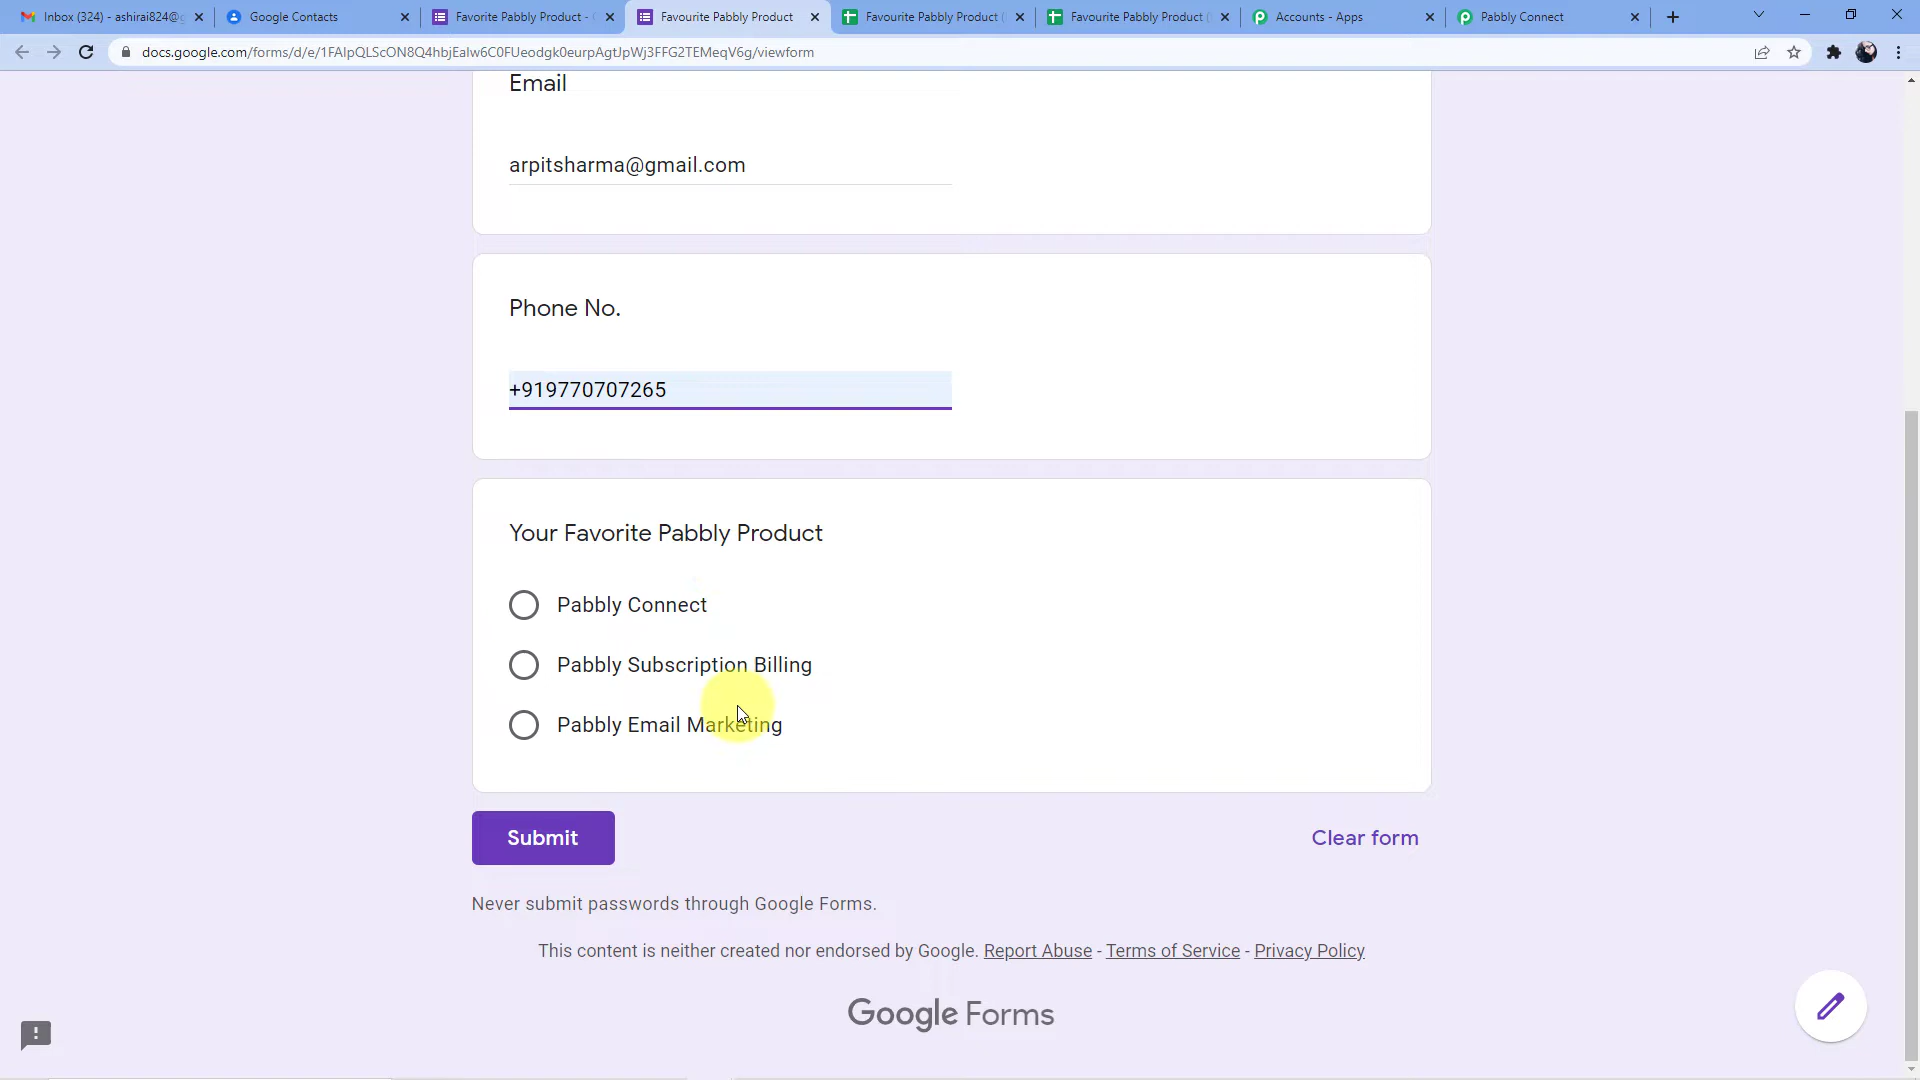 Inbox (324) - ashirai824@g
Google Contacts
Favorite Pabbly Product -
Favourite Pabbly Product
Favourite Pabbly Product (
Favourite Pabbly Product (
Accounts - Apps
Pabbly Connect
docs.google.com/forms/d/e/1FAIpQLScON8Q4hbjEalw6C0FUeodgk0eurpAgtJpWj3FFG2TEMeqV6g/viewform
Email
arpitsharma@gmail.com
Phone No.
+919770707265
Your Favorite Pabbly Product
Pabbly Connect
Pabbly Subscription Billing
Pabbly Email Marketing
Submit
Clear form
Never submit passwords through Google Forms.
This content is neither created nor endorsed by Google. Report Abuse - Terms of Service - Privacy Policy
Google Forms